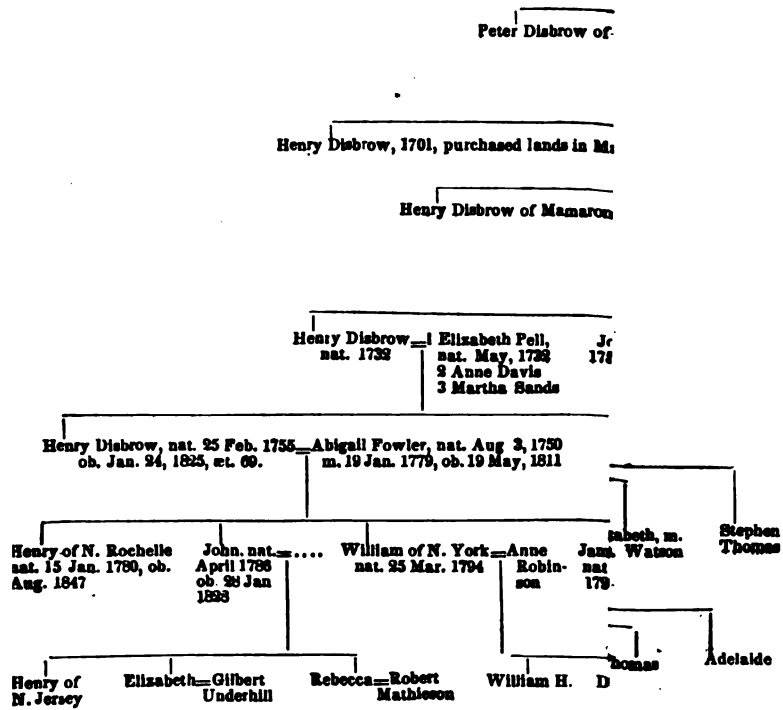 Peter Disbrow of
Henry Disbrow, 1701, purchased lands in
Henry Disbrow of Mamaron
Henry Disbrow = 1 Elizabeth Pell,
nat. 1732 nat. May, 1732
2 Anne Davis
3 Martha Sands
Henry Disbrow, nat. 25 Feb. 1755 = Abigail Fowler, nat. Aug 3, 1750
ob. Jan. 24, 1825, æt. 69. m. 19 Jan. 1779, ob. 19 May, 1811
Henry of N. Rochelle John, nat. = .... William of N. York = Anne abeth, m. Stephen
nat. 15 Jan. 1780, ob. April 1786 nat. 25 Mar. 1794 Robin- nat Watson Thomas
Aug. 1847 ob. 28 Jan son
Adelaide
Henry of Elizabeth = Gilbert Rebecca = Robert William H. D homas
N. Jersey Underhill Mathieson